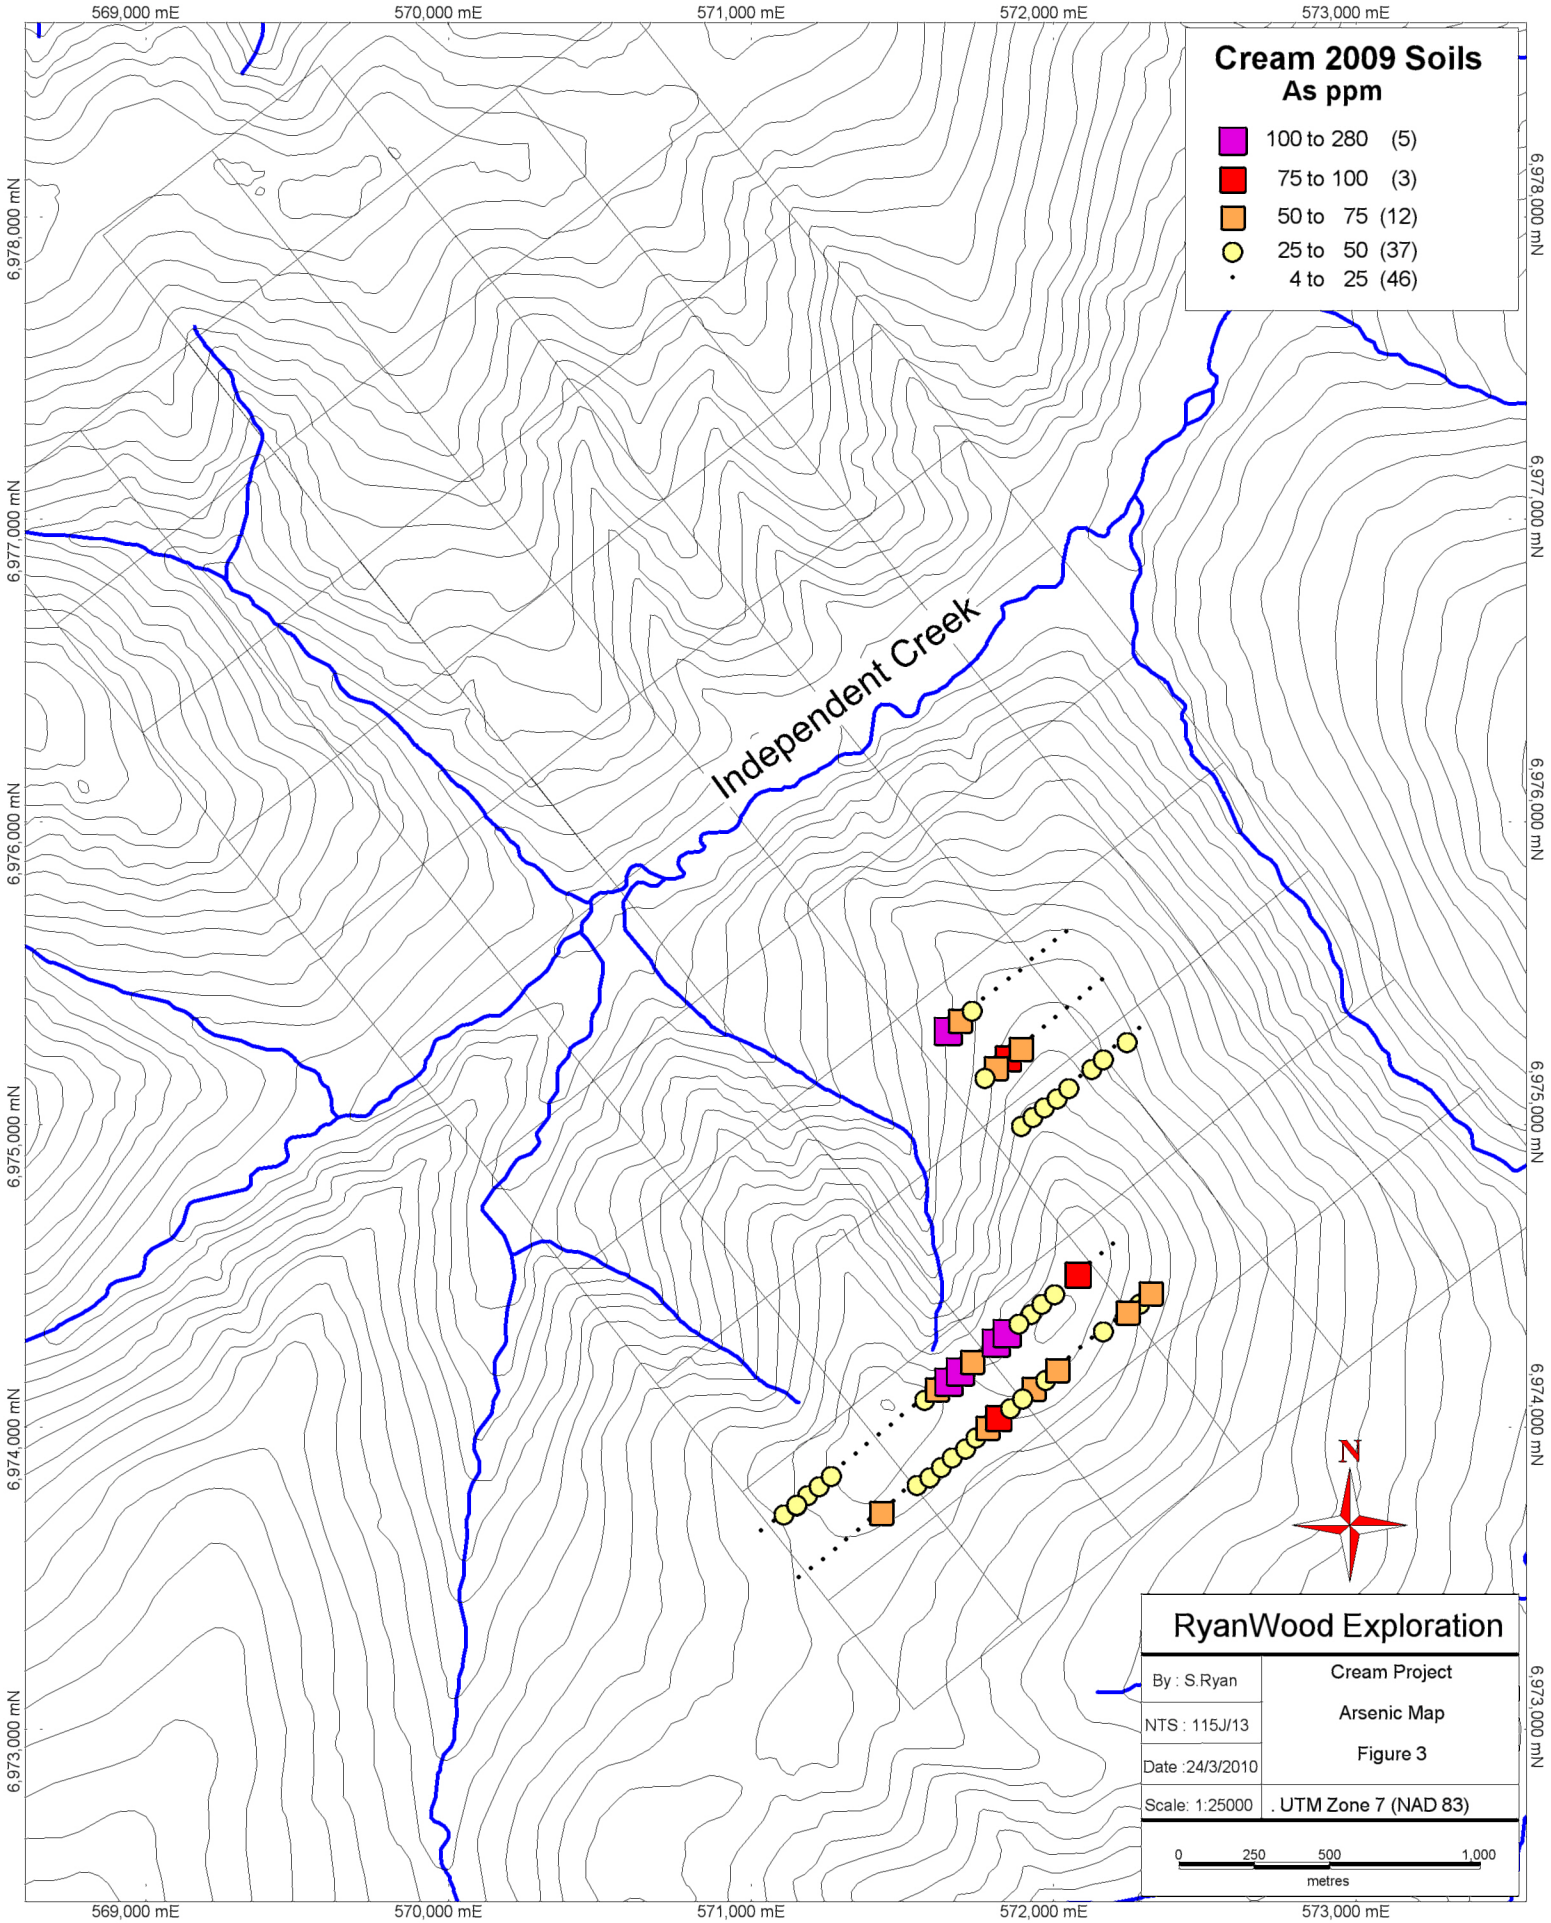 569,000 mE
570,000 mE
571,000 mE
572,000 mE
573,000 mE
Cream 2009 Soils
As ppm
100 to 280 (5)
75 to 100 (3)
50 to 75 (12)
25 to 50 (37)
4 to 25 (46)
6,978,000 mN
6,978,000 mN
6,977,000 mN
6,977,000 mN
Independent Creek
6,976,000 mN
6,976,000 mN
6,975,000 mN
6,975,000 mN
6,974,000 mN
6,974,000 mN
N
6,973,000 mN
6,973,000 mN
RyanWood Exploration
By : S.Ryan
Cream Project
NTS : 115J/13
Arsenic Map
Date :24/3/2010
Figure 3
Scale: 1:25000
. UTM Zone 7 (NAD 83)
0 250 500 1,000
metres
569,000 mE
570,000 mE
571,000 mE
572,000 mE
573,000 mE